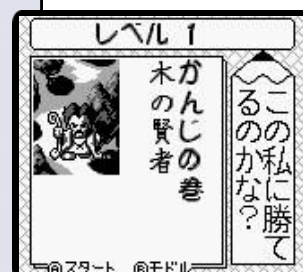 レベル 1
かんじの巻
木の賢者
この私に勝て
るのかな?
Ⓐスタート Ⓑモドル